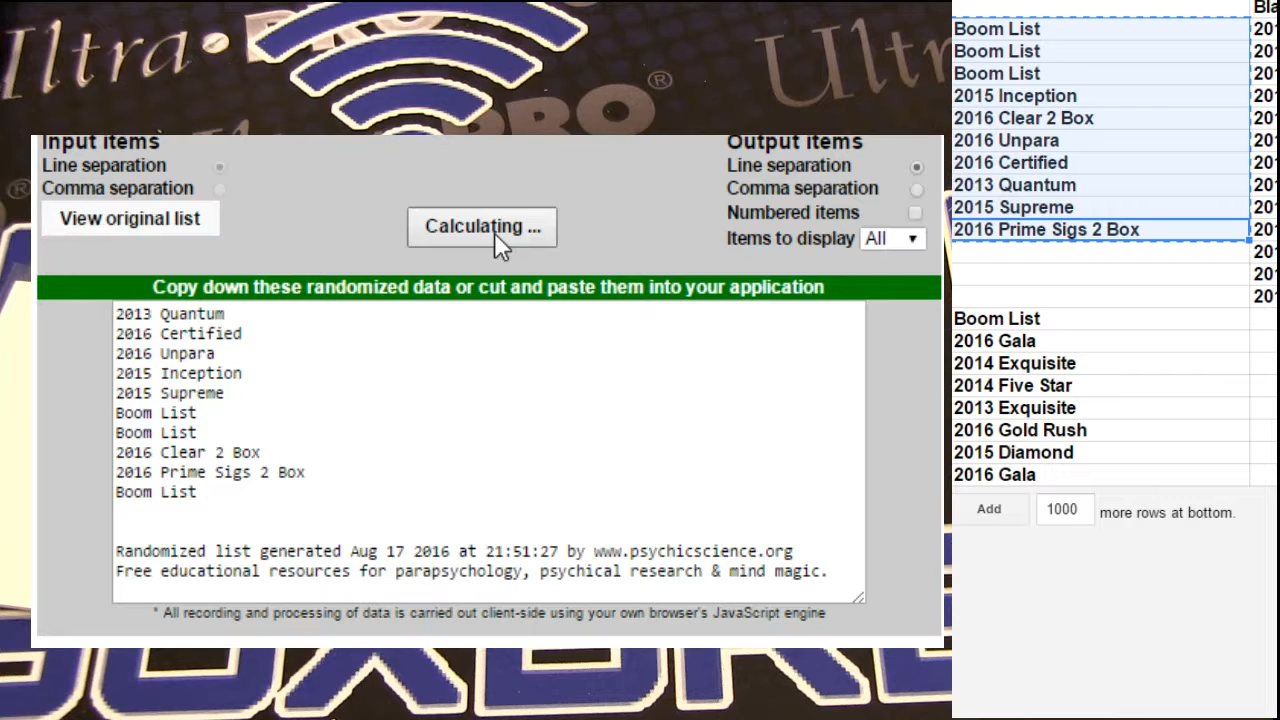 Ultra PRO
PRO ® Ultra
®
Input Items
Line separation
Comma separation
View original list
Calculating ...
Output Items
Line separation
Comma separation
Numbered items
Items to display All
Copy down these randomized data or cut and paste them into your application
2013 Quantum
2016 Certified
2016 Unpara
2015 Inception
2015 Supreme
Boom List
Boom List
2016 Clear 2 Box
2016 Prime Sigs 2 Box
Boom List
Randomized list generated Aug 17 2016 at 21:51:27 by www.psychicscience.org
Free educational resources for parapsychology, psychical research & mind magic.
* All recording and processing of data is carried out client-side using your own browser's JavaScript engine
Boom List
Boom List
Boom List
2015 Inception
2016 Clear 2 Box
2016 Unpara
2016 Certified
2013 Quantum
2015 Supreme
2016 Prime Sigs 2 Box
Boom List
2016 Gala
2014 Exquisite
2014 Five Star
2013 Exquisite
2016 Gold Rush
2015 Diamond
2016 Gala
Add 1000 more rows at bottom.